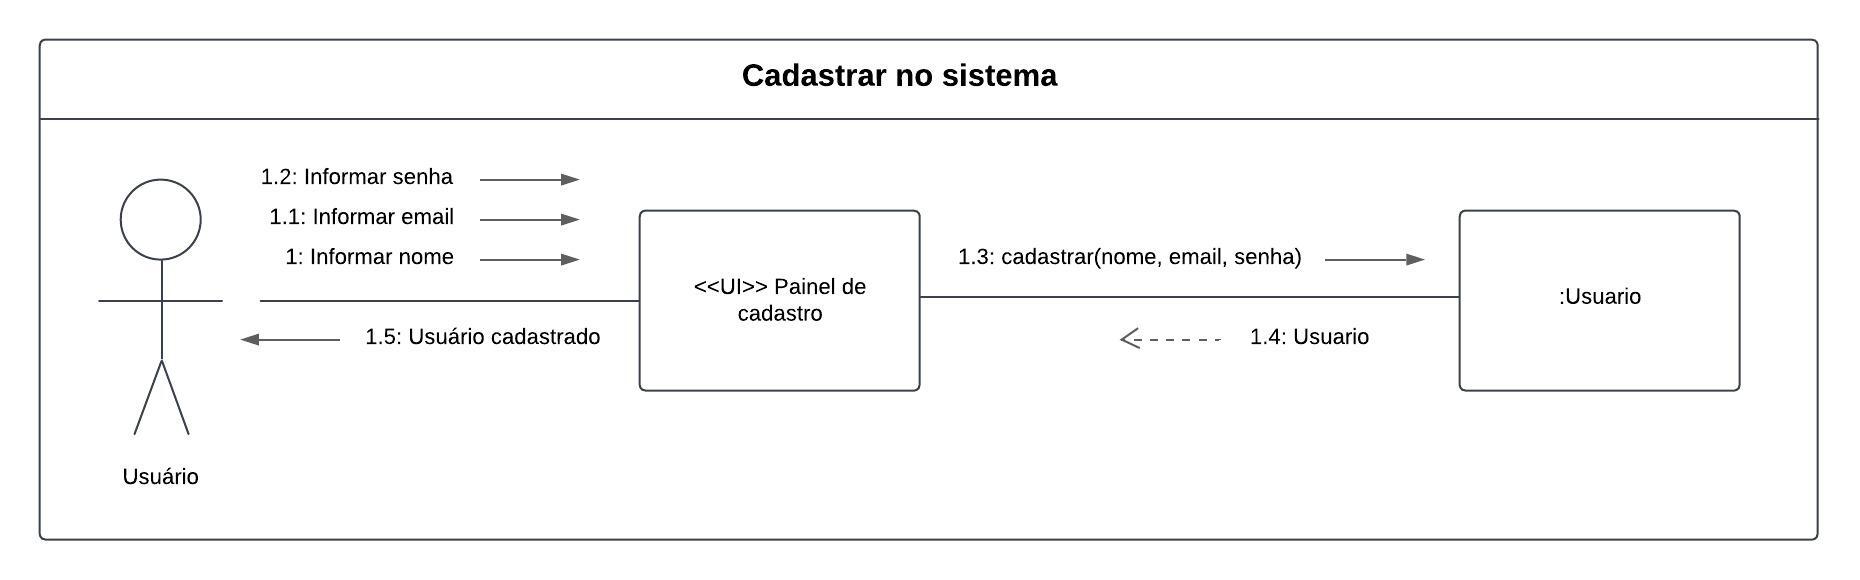 Cadastrar no sistema
1.2: Informar senha
1.1: Informar email
1: Informar nome
1.5: Usuário cadastrado
Usuário
<<UI>> Painel de
cadastro
1.3: cadastrar(nome, email, senha)
1.4: Usuario
:Usuario